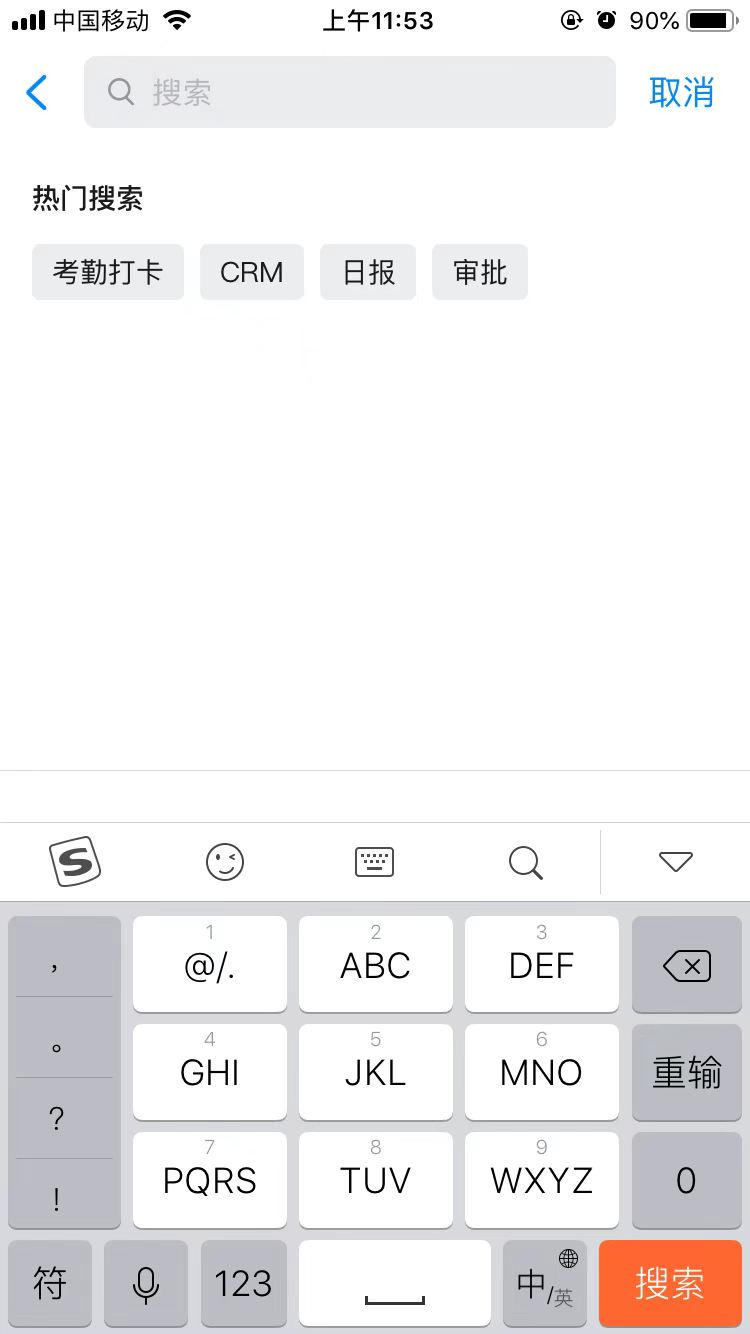 中国移动 上午11:53 90%
搜索 取消
热门搜索
考勤打卡 CRM 日报 审批
S
， 1 @/. 2 ABC 3 DEF
。 4 GHI 5 JKL 6 MNO 重输
? 7 PQRS 8 TUV 9 WXYZ 0
!
符 123 中/英 搜索